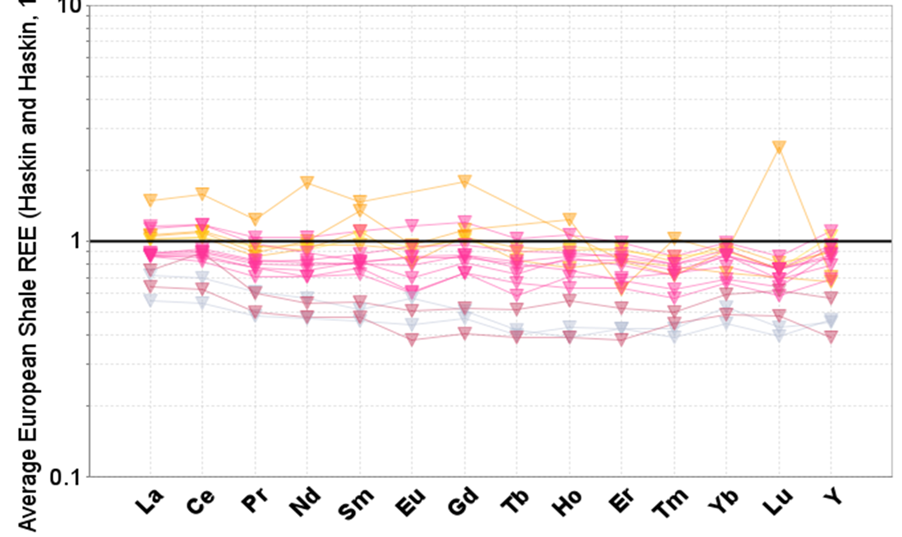 10
Average European Shale REE (Haskin and Haskin, 1
1
0.1
La Ce Pr Nd Sm Eu Gd Tb Ho Er Tm Yb Lu Y